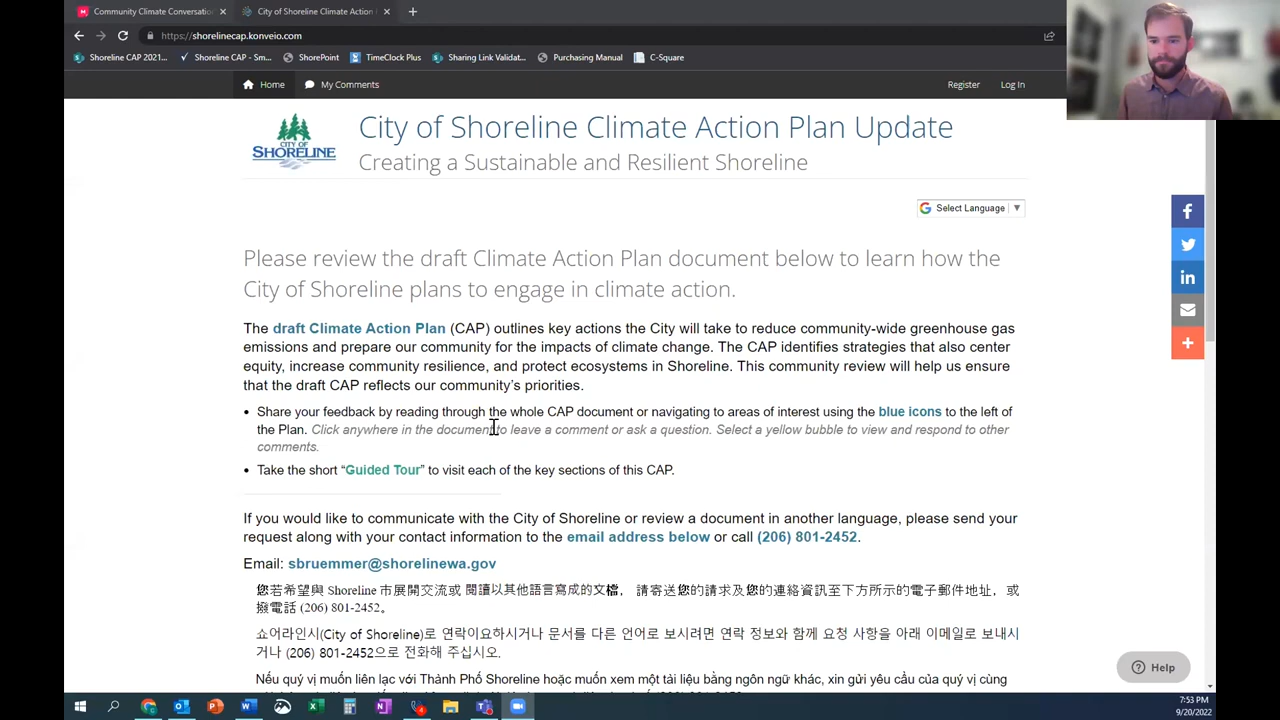 Community Climate Conversatio
City of Shoreline Climate Action
https://shorelinecap.konveio.com
Shoreline CAP 2021...
Shoreline CAP - Sm...
ShorePoint
TimeClock Plus
Sharing Link Validat...
Purchasing Manual
C-Square
Home
My Comments
Register
Log In
CITY OF
SHORELINE
City of Shoreline Climate Action Plan Update
Creating a Sustainable and Resilient Shoreline
Select Language
Please review the draft Climate Action Plan document below to learn how the
City of Shoreline plans to engage in climate action.
The draft Climate Action Plan (CAP) outlines key actions the City will take to reduce community-wide greenhouse gas
emissions and prepare our community for the impacts of climate change. The CAP identifies strategies that also center
equity, increase community resilience, and protect ecosystems in Shoreline. This community review will help us ensure
that the draft CAP reflects our community's priorities.
• Share your feedback by reading through the whole CAP document or navigating to areas of interest using the blue icons to the left of
the Plan. Click anywhere in the document to leave a comment or ask a question. Select a yellow bubble to view and respond to other
comments.
• Take the short “Guided Tour” to visit each of the key sections of this CAP.
If you would like to communicate with the City of Shoreline or review a document in another language, please send your
request along with your contact information to the email address below or call (206) 801-2452.
Email: sbruemmer@shorelinewa.gov
您若希望與 Shoreline 市展開交流或 閱讀以其他語言寫成的文檔，請寄送您的請求及您的連絡資訊至下方所示的電子郵件地址，或
撥電話 (206) 801-2452。
쇼어라인시(City of Shoreline)로 연락이요하시거나 문서를 다른 언어로 보시려면 연락 정보와 함께 요청 사항을 아래 이메일로 보내시
거나 (206) 801-2452으로 전화해 주십시오.
Nếu quý vị muốn liên lạc với Thành Phố Shoreline hoặc muốn xem một tài liệu bằng ngôn ngữ khác, xin gửi yêu cầu của quý vị cùng
Help
7:53 PM
9/20/2022